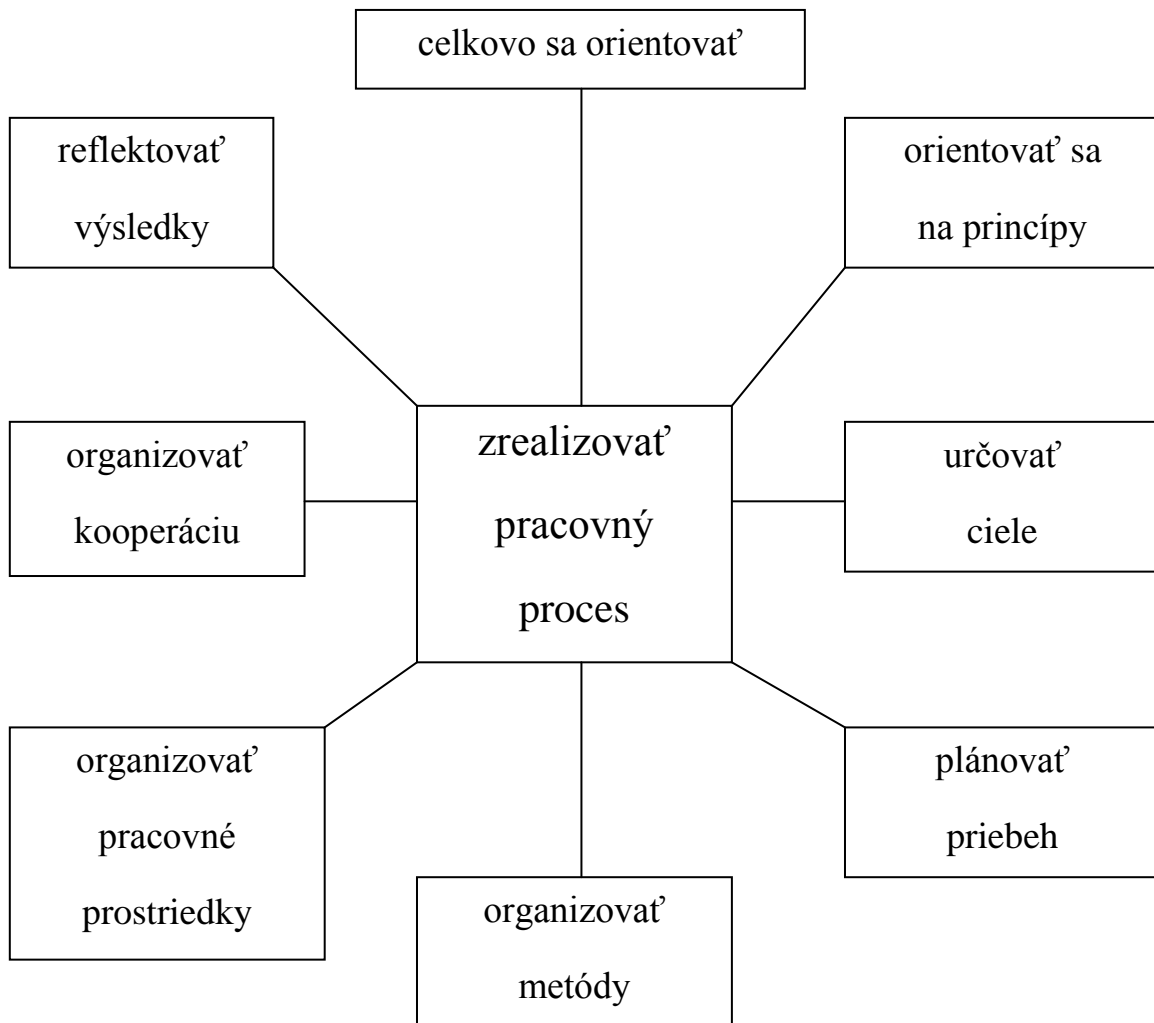 celkovo sa orientovať
reflektovať
výsledky
orientovať sa
na princípy
organizovať
kooperáciu
zrealizovať
pracovný
proces
určovať
ciele
organizovať
pracovné
prostriedky
organizovať
metódy
plánovať
priebeh